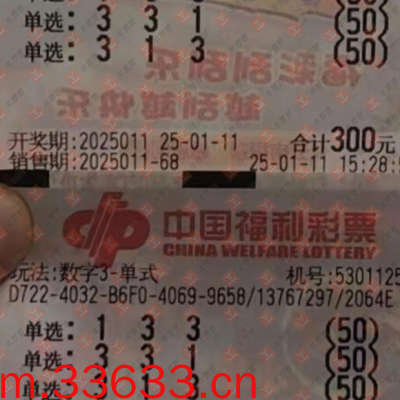 单选: 3 3 1 (50)
单选: 3 1 3 (50)
开奖期:2025011 25-01-11 合计300元
销售期:2025011-68 25-01-11 15:28:
中国福利彩票
CHINA WELFARE LOTTERY
玩法:数字3-单式 机号:5301125
D722-4032-B6F0-4069-9658/13767297/2064E
单选: 1 3 3 (50)
单选: 3 3 1 (50)
单选: 3 1 3 (50)
m.33633.cn